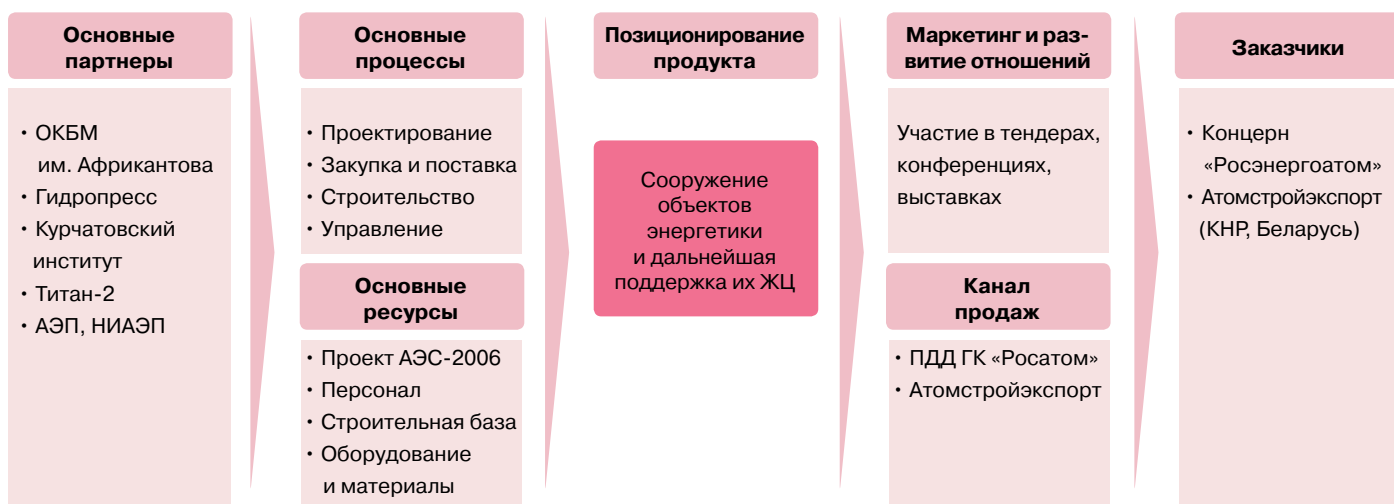 Основные
партнеры
• ОКБМ
им. Африкантова
• Гидропресс
• Курчатовский
институт
• Титан-2
• АЭП, НИАЭП
Основные
процессы
• Проектирование
• Закупка и поставка
• Строительство
• Управление
Основные
ресурсы
• Проект АЭС-2006
• Персонал
• Строительная база
• Оборудование
и материалы
Позиционирование
продукта
Сооружение
объектов
энергетики
и дальнейшая
поддержка их ЖЦ
Маркетинг и раз-
витие отношений
Участие в тендерах,
конференциях,
выставках
Канал
продаж
• ПДД ГК «Росатом»
• Атомстройэкспорт
Заказчики
• Концерн
«Росэнергоатом»
• Атомстройэкспорт
(КНР, Беларусь)